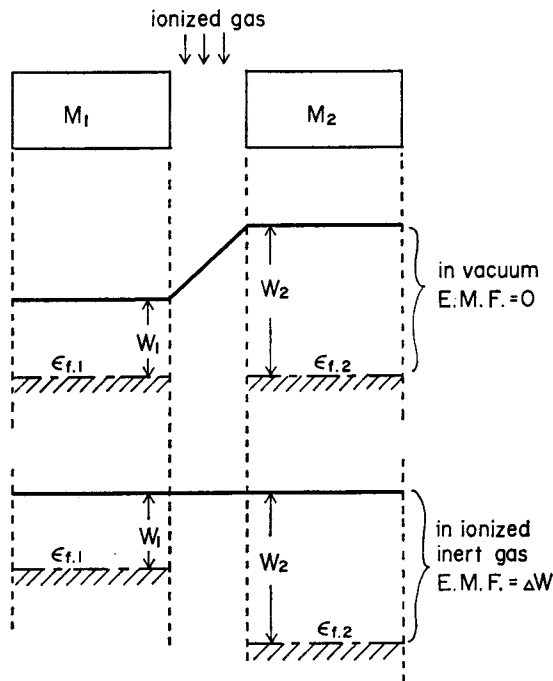 ionized gas
M₁ M₂
in vacuum
E.M.F.=0
W₂
W₁
ϵf.1 ϵf.2
in ionized
inert gas
E.M.F.= ΔW
W₁
W₂
ϵf.1
ϵf.2